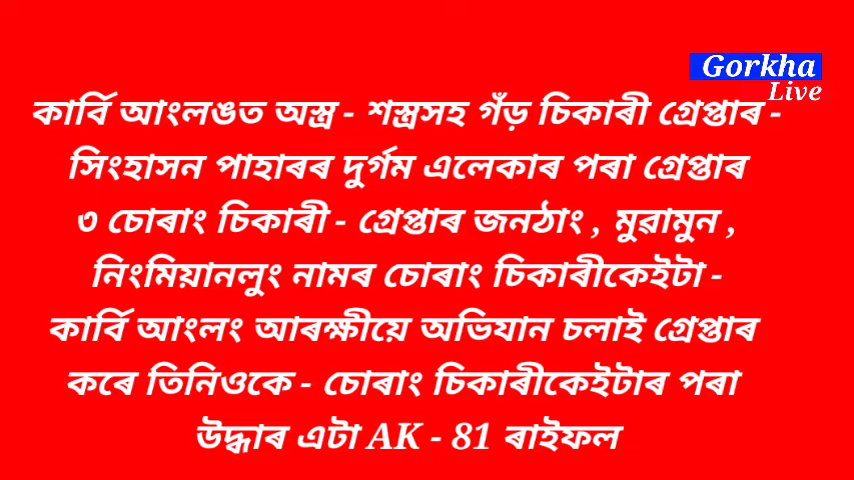 Gorkha
Live
কাৰ্বি আংলঙত অস্ত্ৰ - শস্ত্ৰসহ গঁড় চিকাৰী গ্ৰেপ্তাৰ -
সিংহাসন পাহাৰৰ দুৰ্গম এলেকাৰ পৰা গ্ৰেপ্তাৰ
৩ চোৰাং চিকাৰী - গ্ৰেপ্তাৰ জনঠাং , মুৱামুন ,
নিংমিয়ানলুং নামৰ চোৰাং চিকাৰীকেইটা -
কাৰ্বি আংলং আৰক্ষীয়ে অভিযান চলাই গ্ৰেপ্তাৰ
কৰে তিনিওকে - চোৰাং চিকাৰীকেইটাৰ পৰা
উদ্ধাৰ এটা AK - 81 ৰাইফল